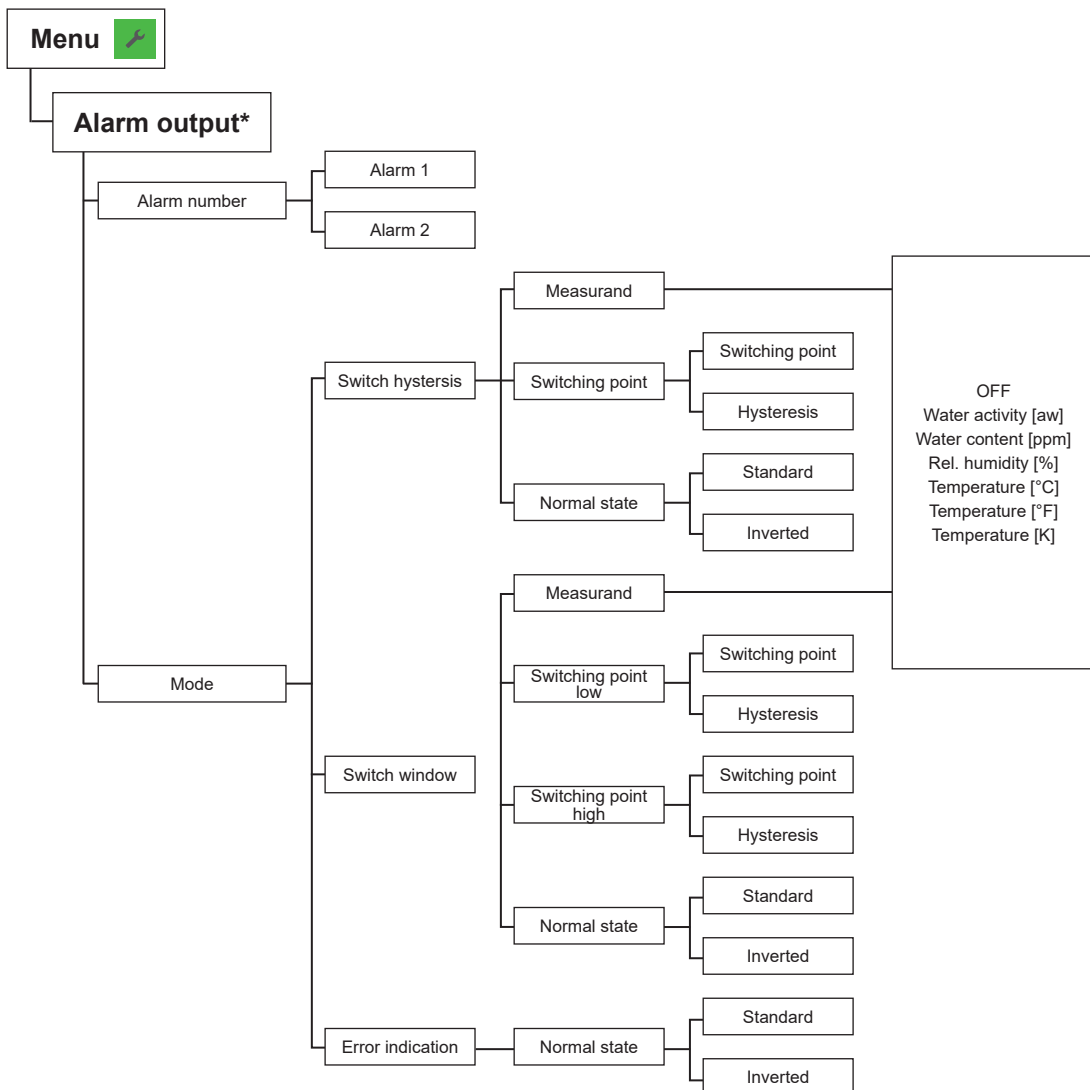 Menu
Alarm output*
Alarm number
Alarm 1
Alarm 2
Mode
Switch hystersis
Measurand
Switching point
Switching point
Hysteresis
Normal state
Standard
Inverted
OFF
Water activity [aw]
Water content [ppm]
Rel. humidity [%]
Temperature [°C]
Temperature [°F]
Temperature [K]
Switch window
Measurand
Switching point
low
Switching point
Hysteresis
Switching point
high
Switching point
Hysteresis
Normal state
Standard
Inverted
Error indication
Normal state
Standard
Inverted